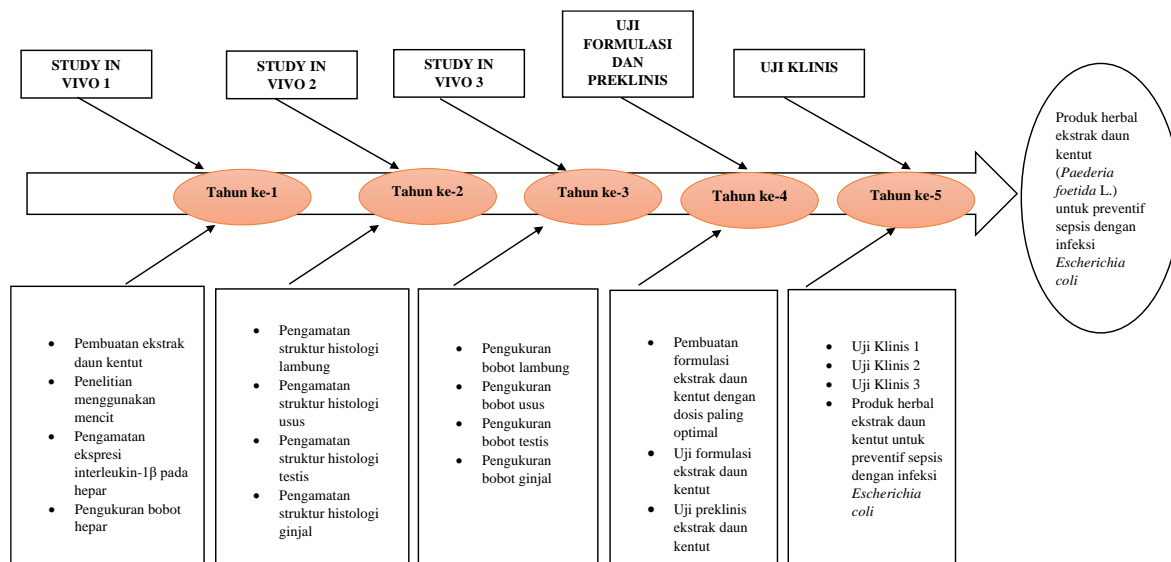 STUDY IN
VIVO 1
STUDY IN
VIVO 2
STUDY IN
VIVO 3
UJI
FORMULASI
DAN
PREKLINIS
UJI KLINIS
Tahun ke-1
Tahun ke-2
Tahun ke-3
Tahun ke-4
Tahun ke-5
Produk herbal
ekstrak daun
kentut
(Paederia
foetida L.)
untuk preventif
sepsis dengan
infeksi
Escherichia
coli
• Pembuatan ekstrak
daun kentut
• Penelitian
menggunakan
mencit
• Pengamatan
ekspresi
interleukin-1β pada
hepar
• Pengukuran bobot
hepar
• Pengamatan
struktur histologi
lambung
• Pengamatan
struktur histologi
usus
• Pengamatan
struktur histologi
testis
• Pengamatan
struktur histologi
ginjal
• Pengukuran
bobot lambung
• Pengukuran
bobot usus
• Pengukuran
bobot testis
• Pengukuran
bobot ginjal
• Pembuatan
formulasi
ekstrak daun
kentut dengan
dosis paling
optimal
• Uji formulasi
ekstrak daun
kentut
• Uji preklinis
ekstrak daun
kentut
• Uji Klinis 1
• Uji Klinis 2
• Uji Klinis 3
• Produk herbal
ekstrak daun
kentut untuk
preventif sepsis
dengan infeksi
Escherichia
coli